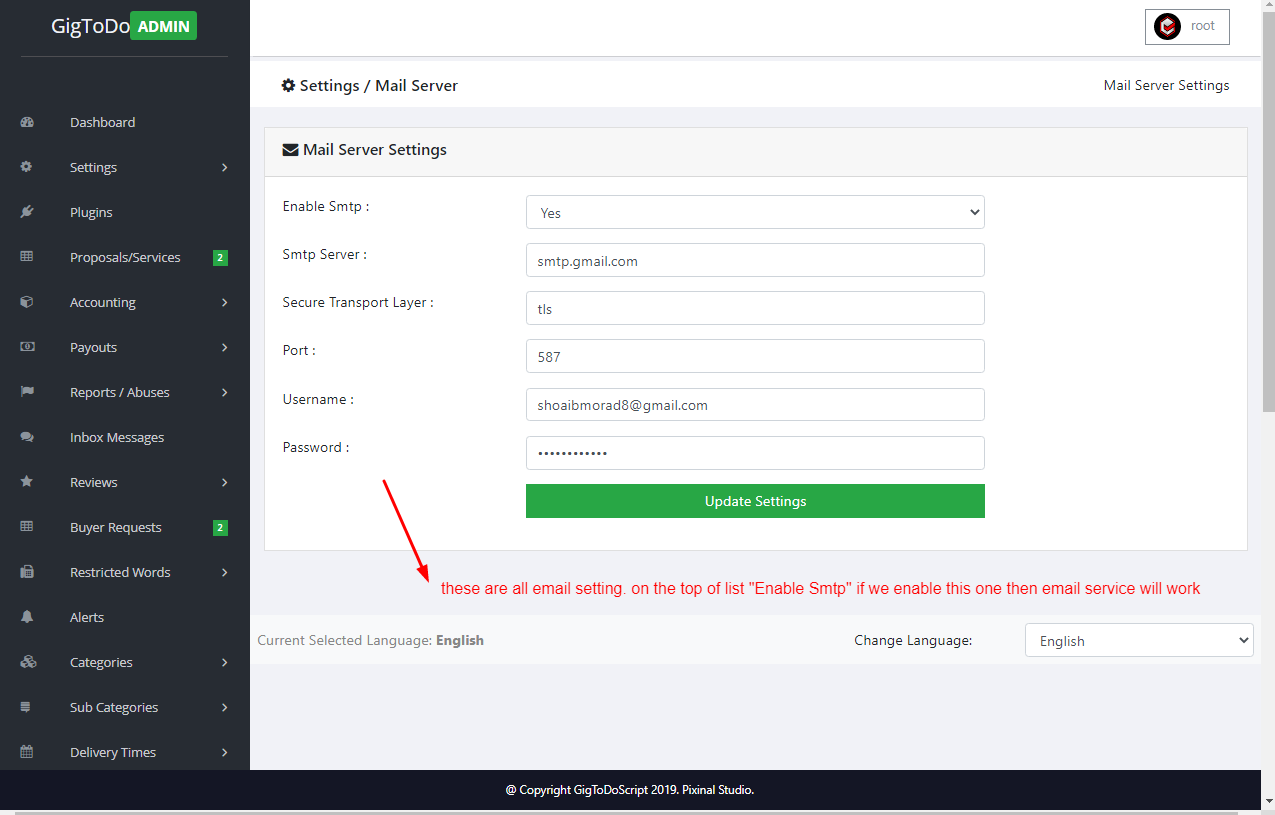 GigToDo ADMIN
root
Settings / Mail Server
Mail Server Settings
Dashboard
Settings
Plugins
Proposals/Services 2
Accounting
Payouts
Reports / Abuses
Inbox Messages
Reviews
Buyer Requests 2
Restricted Words
Alerts
Categories
Sub Categories
Delivery Times
Mail Server Settings
Enable Smtp : Yes
Smtp Server : smtp.gmail.com
Secure Transport Layer : tls
Port : 587
Username : shoaibmorad8@gmail.com
Password : ••••••••••••
Update Settings
these are all email setting. on the top of list "Enable Smtp" if we enable this one then email service will work
Current Selected Language: English
Change Language: English
@ Copyright GigToDoScript 2019. Pixinal Studio.